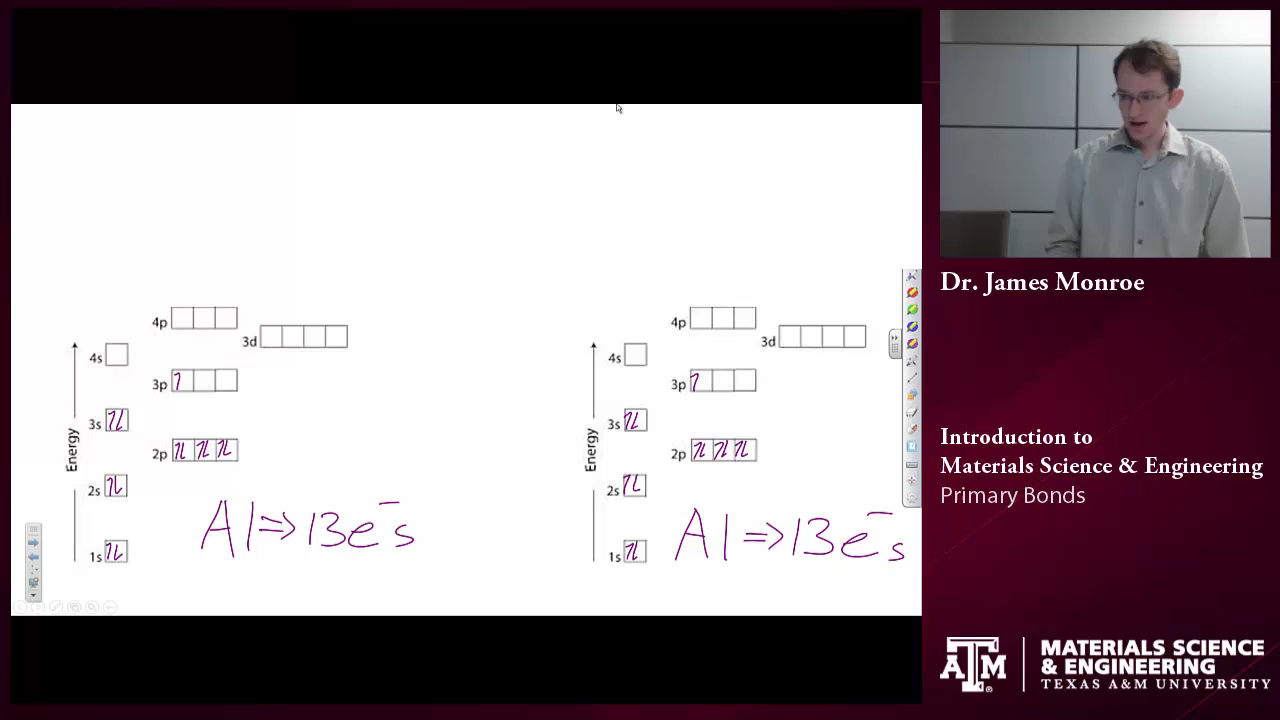 4p
3d
4s
3p
3s
2p
2s
1s
Energy
Al => 13e⁻s
4p
3d
4s
3p
3s
2p
2s
1s
Energy
Al => 13e⁻s
Dr. James Monroe
Introduction to
Materials Science & Engineering
Primary Bonds
ATM
MATERIALS SCIENCE
& ENGINEERING
TEXAS A&M UNIVERSITY